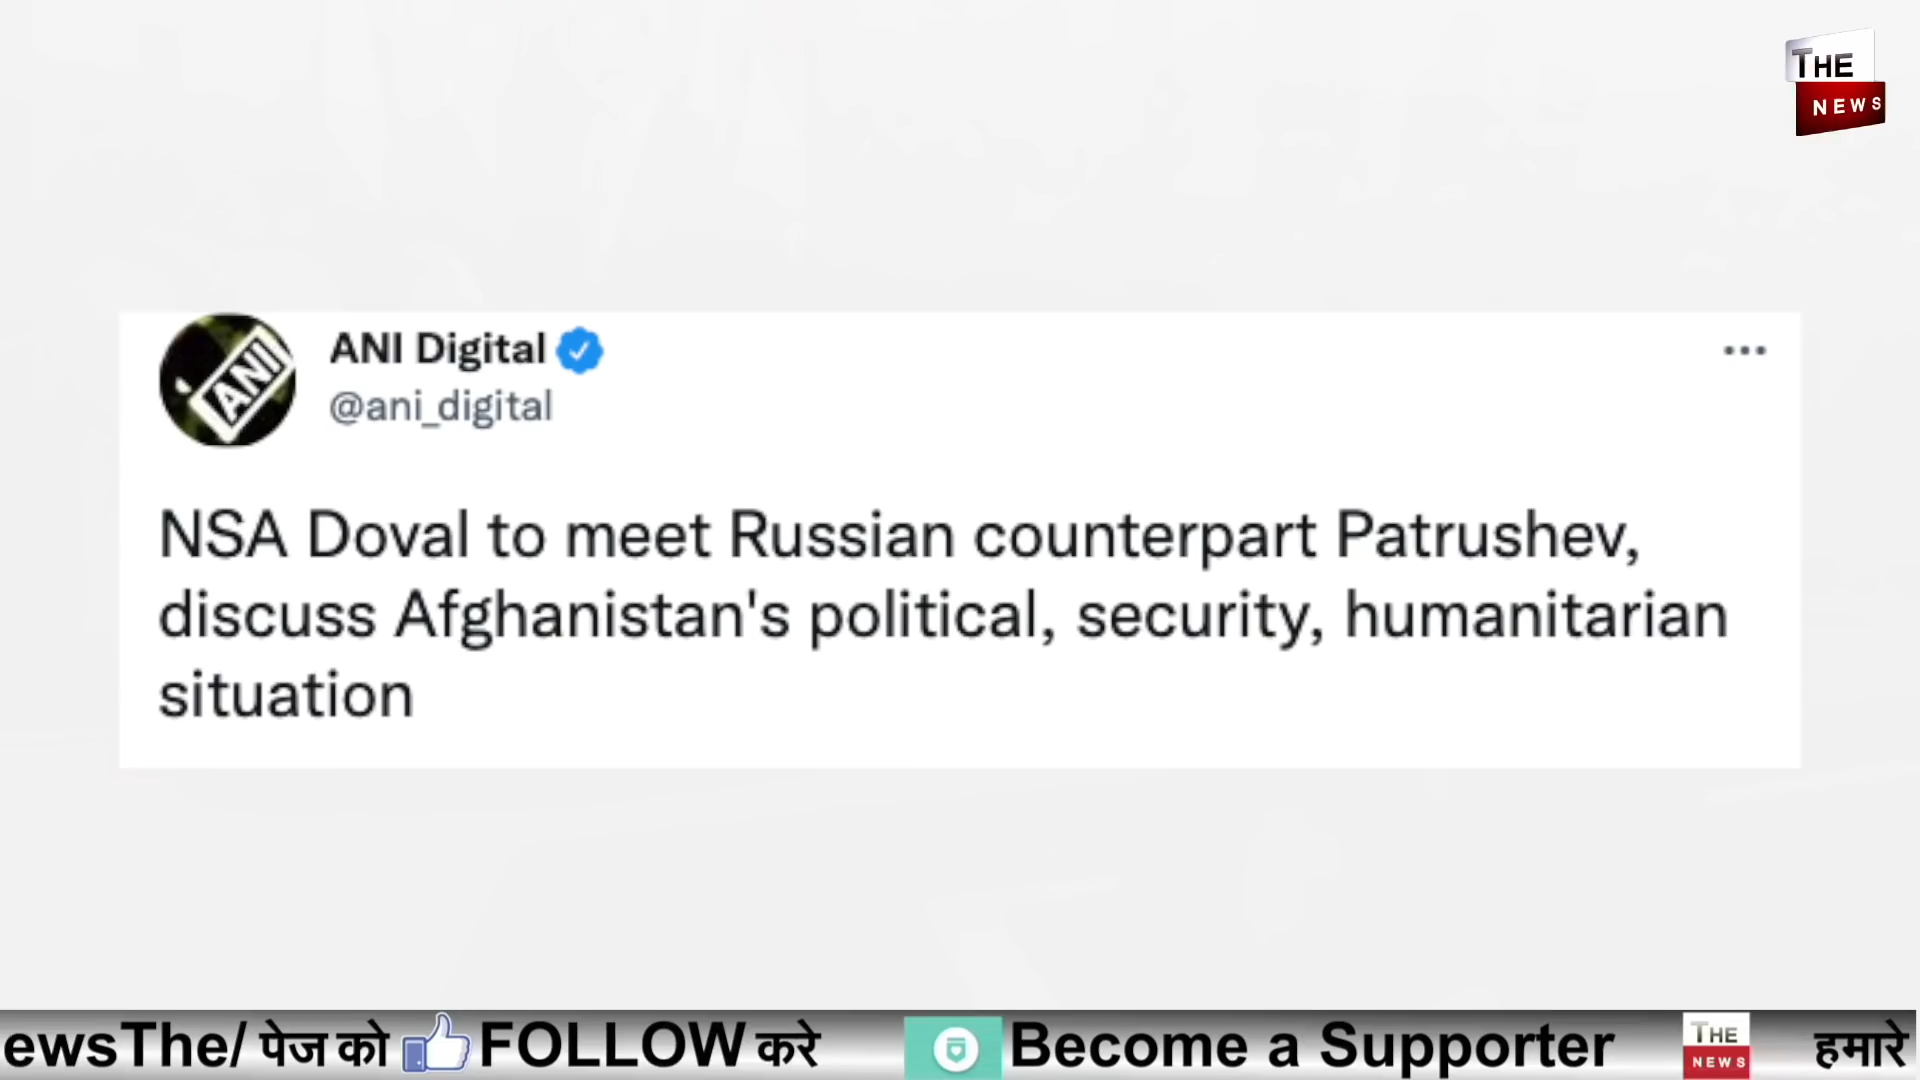 THE
NEWS
ANI
ANI Digital
@ani_digital
NSA Doval to meet Russian counterpart Patrushev,
discuss Afghanistan's political, security, humanitarian
situation
ewsThe/ पेज को FOLLOW करे Become a Supporter THE NEWS हमारे